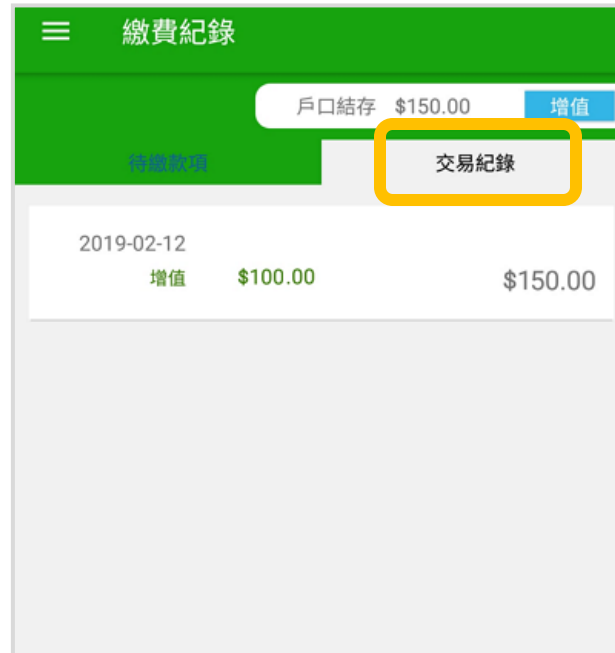 繳費紀錄
戶口結存 $150.00 增值
待繳款項 交易紀錄
2019-02-12
增值 $100.00 $150.00